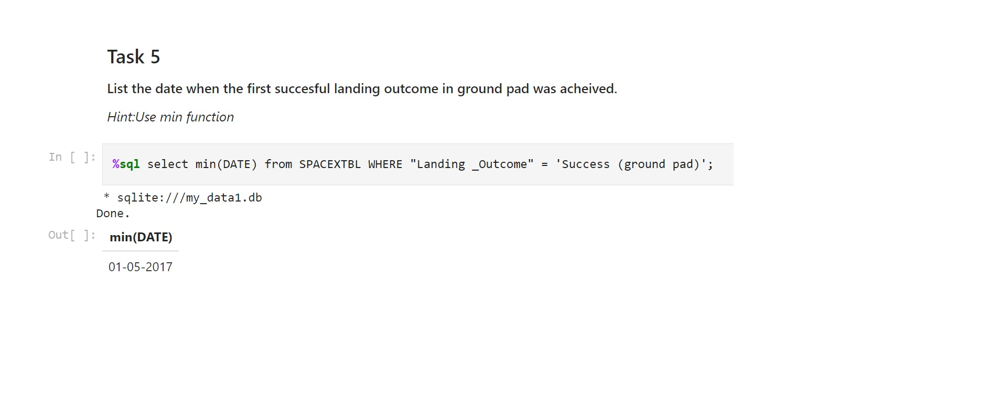 Task 5
List the date when the first succesful landing outcome in ground pad was acheived.
Hint:Use min function
In [ ]: %sql select min(DATE) from SPACEXTBL WHERE "Landing _Outcome" = 'Success (ground pad)';
* sqlite:///my_data1.db
Done.
Out[ ]: min(DATE)
01-05-2017